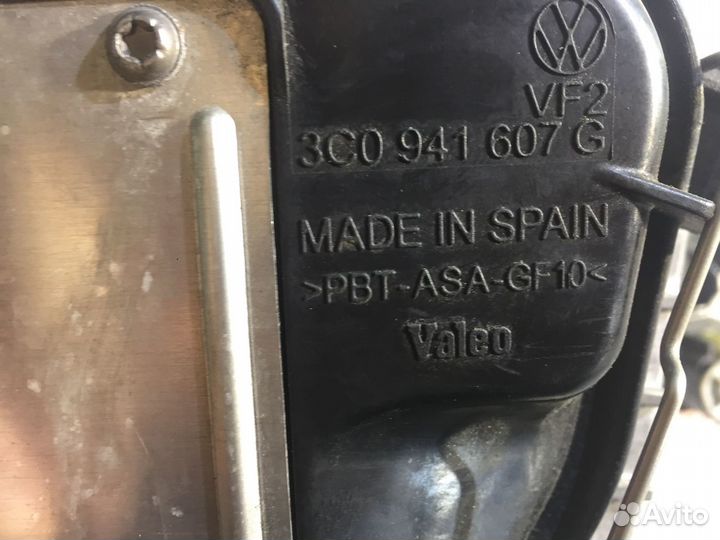 VF2
3C0 941 607 G
MADE IN SPAIN
>PBT-ASA-GF10<
Valeo
Avito